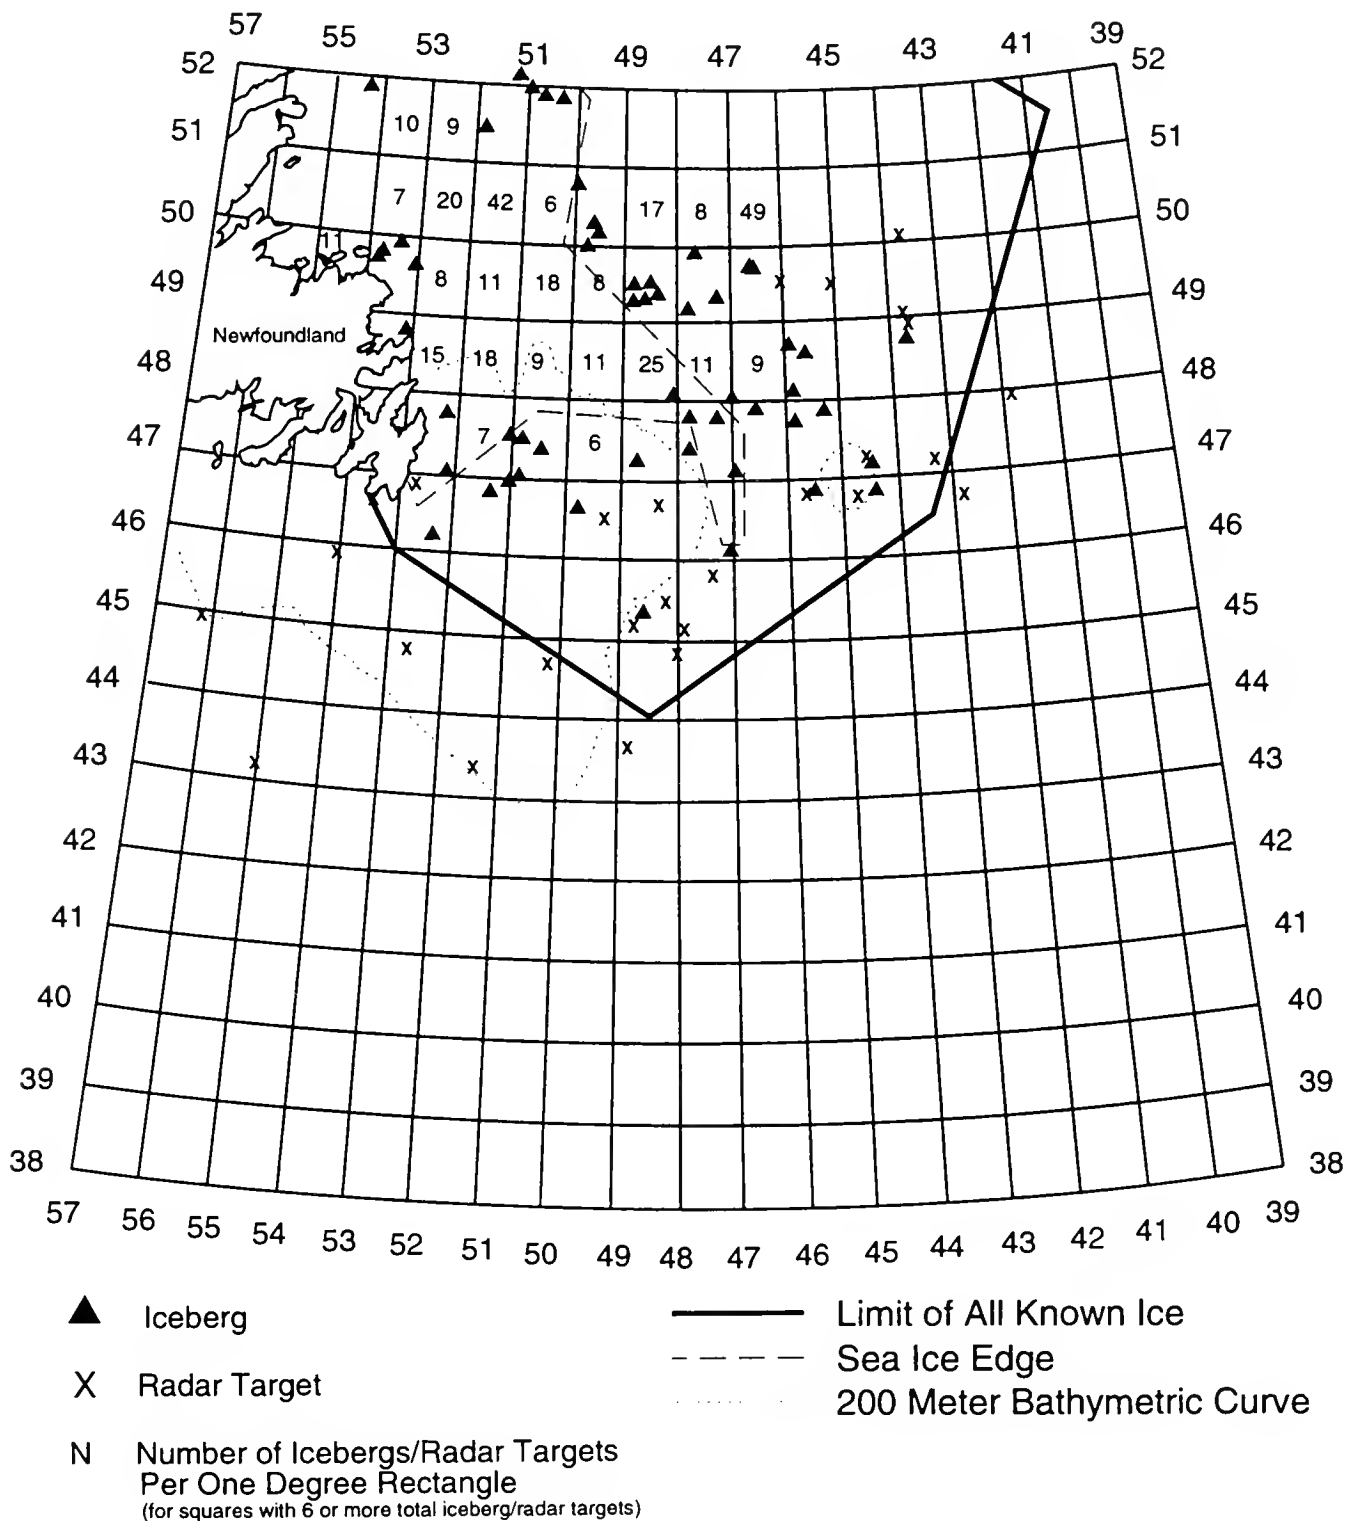 57 55 53 51 49 47 45 43 41 39
52 52
10 9
51 51
7 20 42 6 17 8 49
50 50
X
11
8 11 18 8 X X
49 49
X
X
Newfoundland
15 18 9 11 25 11 9
48 48
X
7 6
47 47
X X
X X X X
X X
46 46
X
X
45 45
X X
X X
X X X
44 44
X
43 43
X X
42 42
41 41
40 40
39 39
38 38
57 56 55 54 53 52 51 50 49 48 47 46 45 44 43 42 41 40 39
Iceberg
X Radar Target
N Number of Icebergs/Radar Targets
Per One Degree Rectangle
(for squares with 6 or more total iceberg/radar targets)
Limit of All Known Ice
Sea Ice Edge
200 Meter Bathymetric Curve